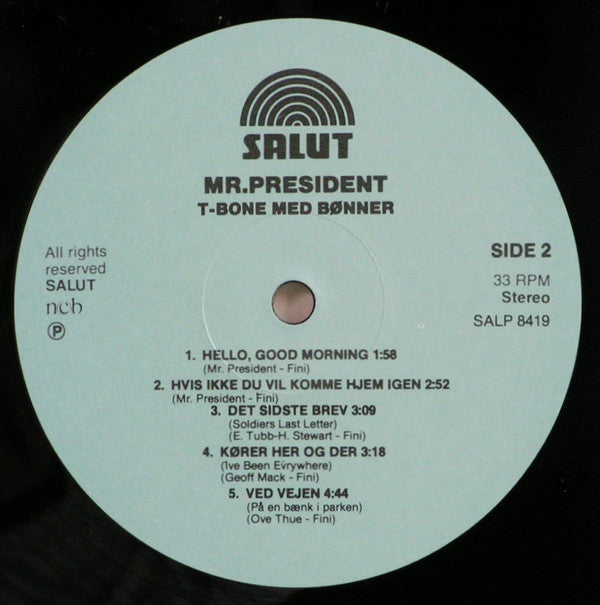 SALUT
MR.PRESIDENT
T-BONE MED BØNNER
All rights
reserved
SALUT
ncb
Ⓟ
SIDE 2
33 RPM
Stereo
SALP 8419
1. HELLO, GOOD MORNING 1:58
(Mr. President - Fini)
2. HVIS IKKE DU VIL KOMME HJEM IGEN 2:52
(Mr. President - Fini)
3. DET SIDSTE BREV 3:09
(Soldiers Last Letter)
(E. Tubb-H. Stewart - Fini)
4. KØRER HER OG DER 3:18
(Ive Been Evrywhere)
(Geoff Mack - Fini)
5. VED VEJEN 4:44
(På en bænk i parken)
(Ove Thue - Fini)